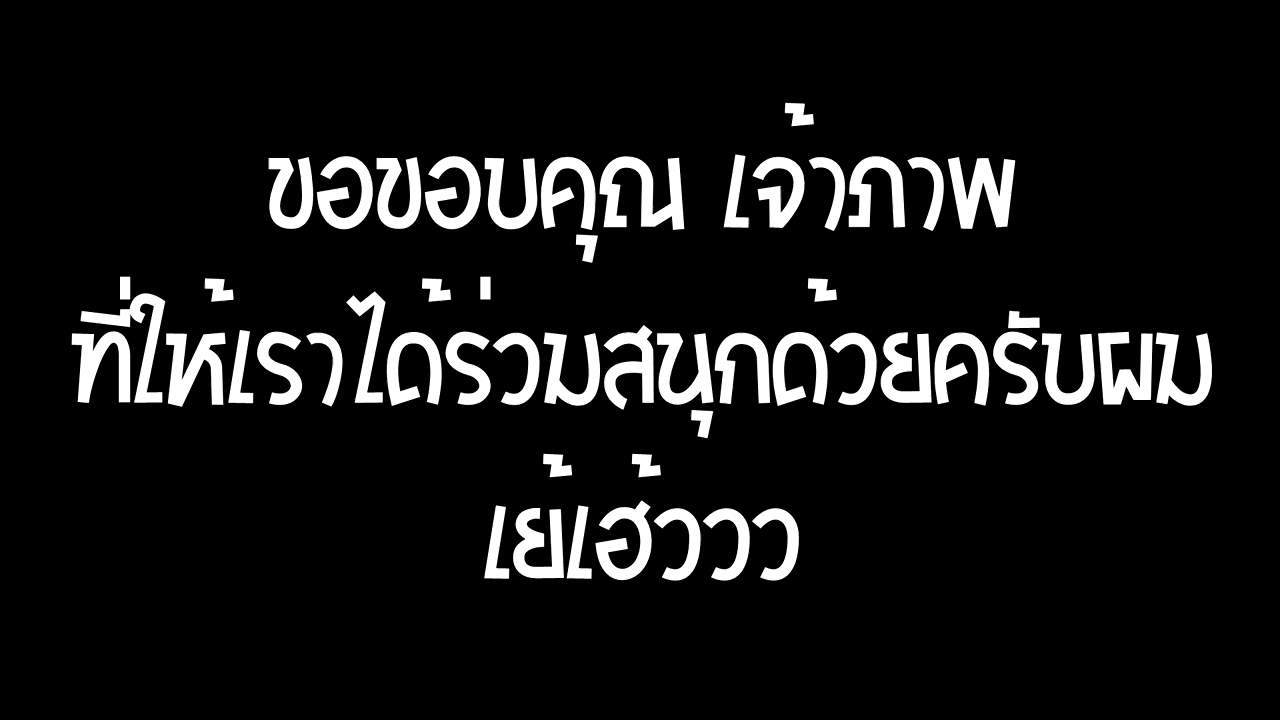 ขอขอบคุณ เจ้าภาพ
ที่ให้เราได้ร่วมสนุกด้วยครับผม
เย้เฮ้ววว